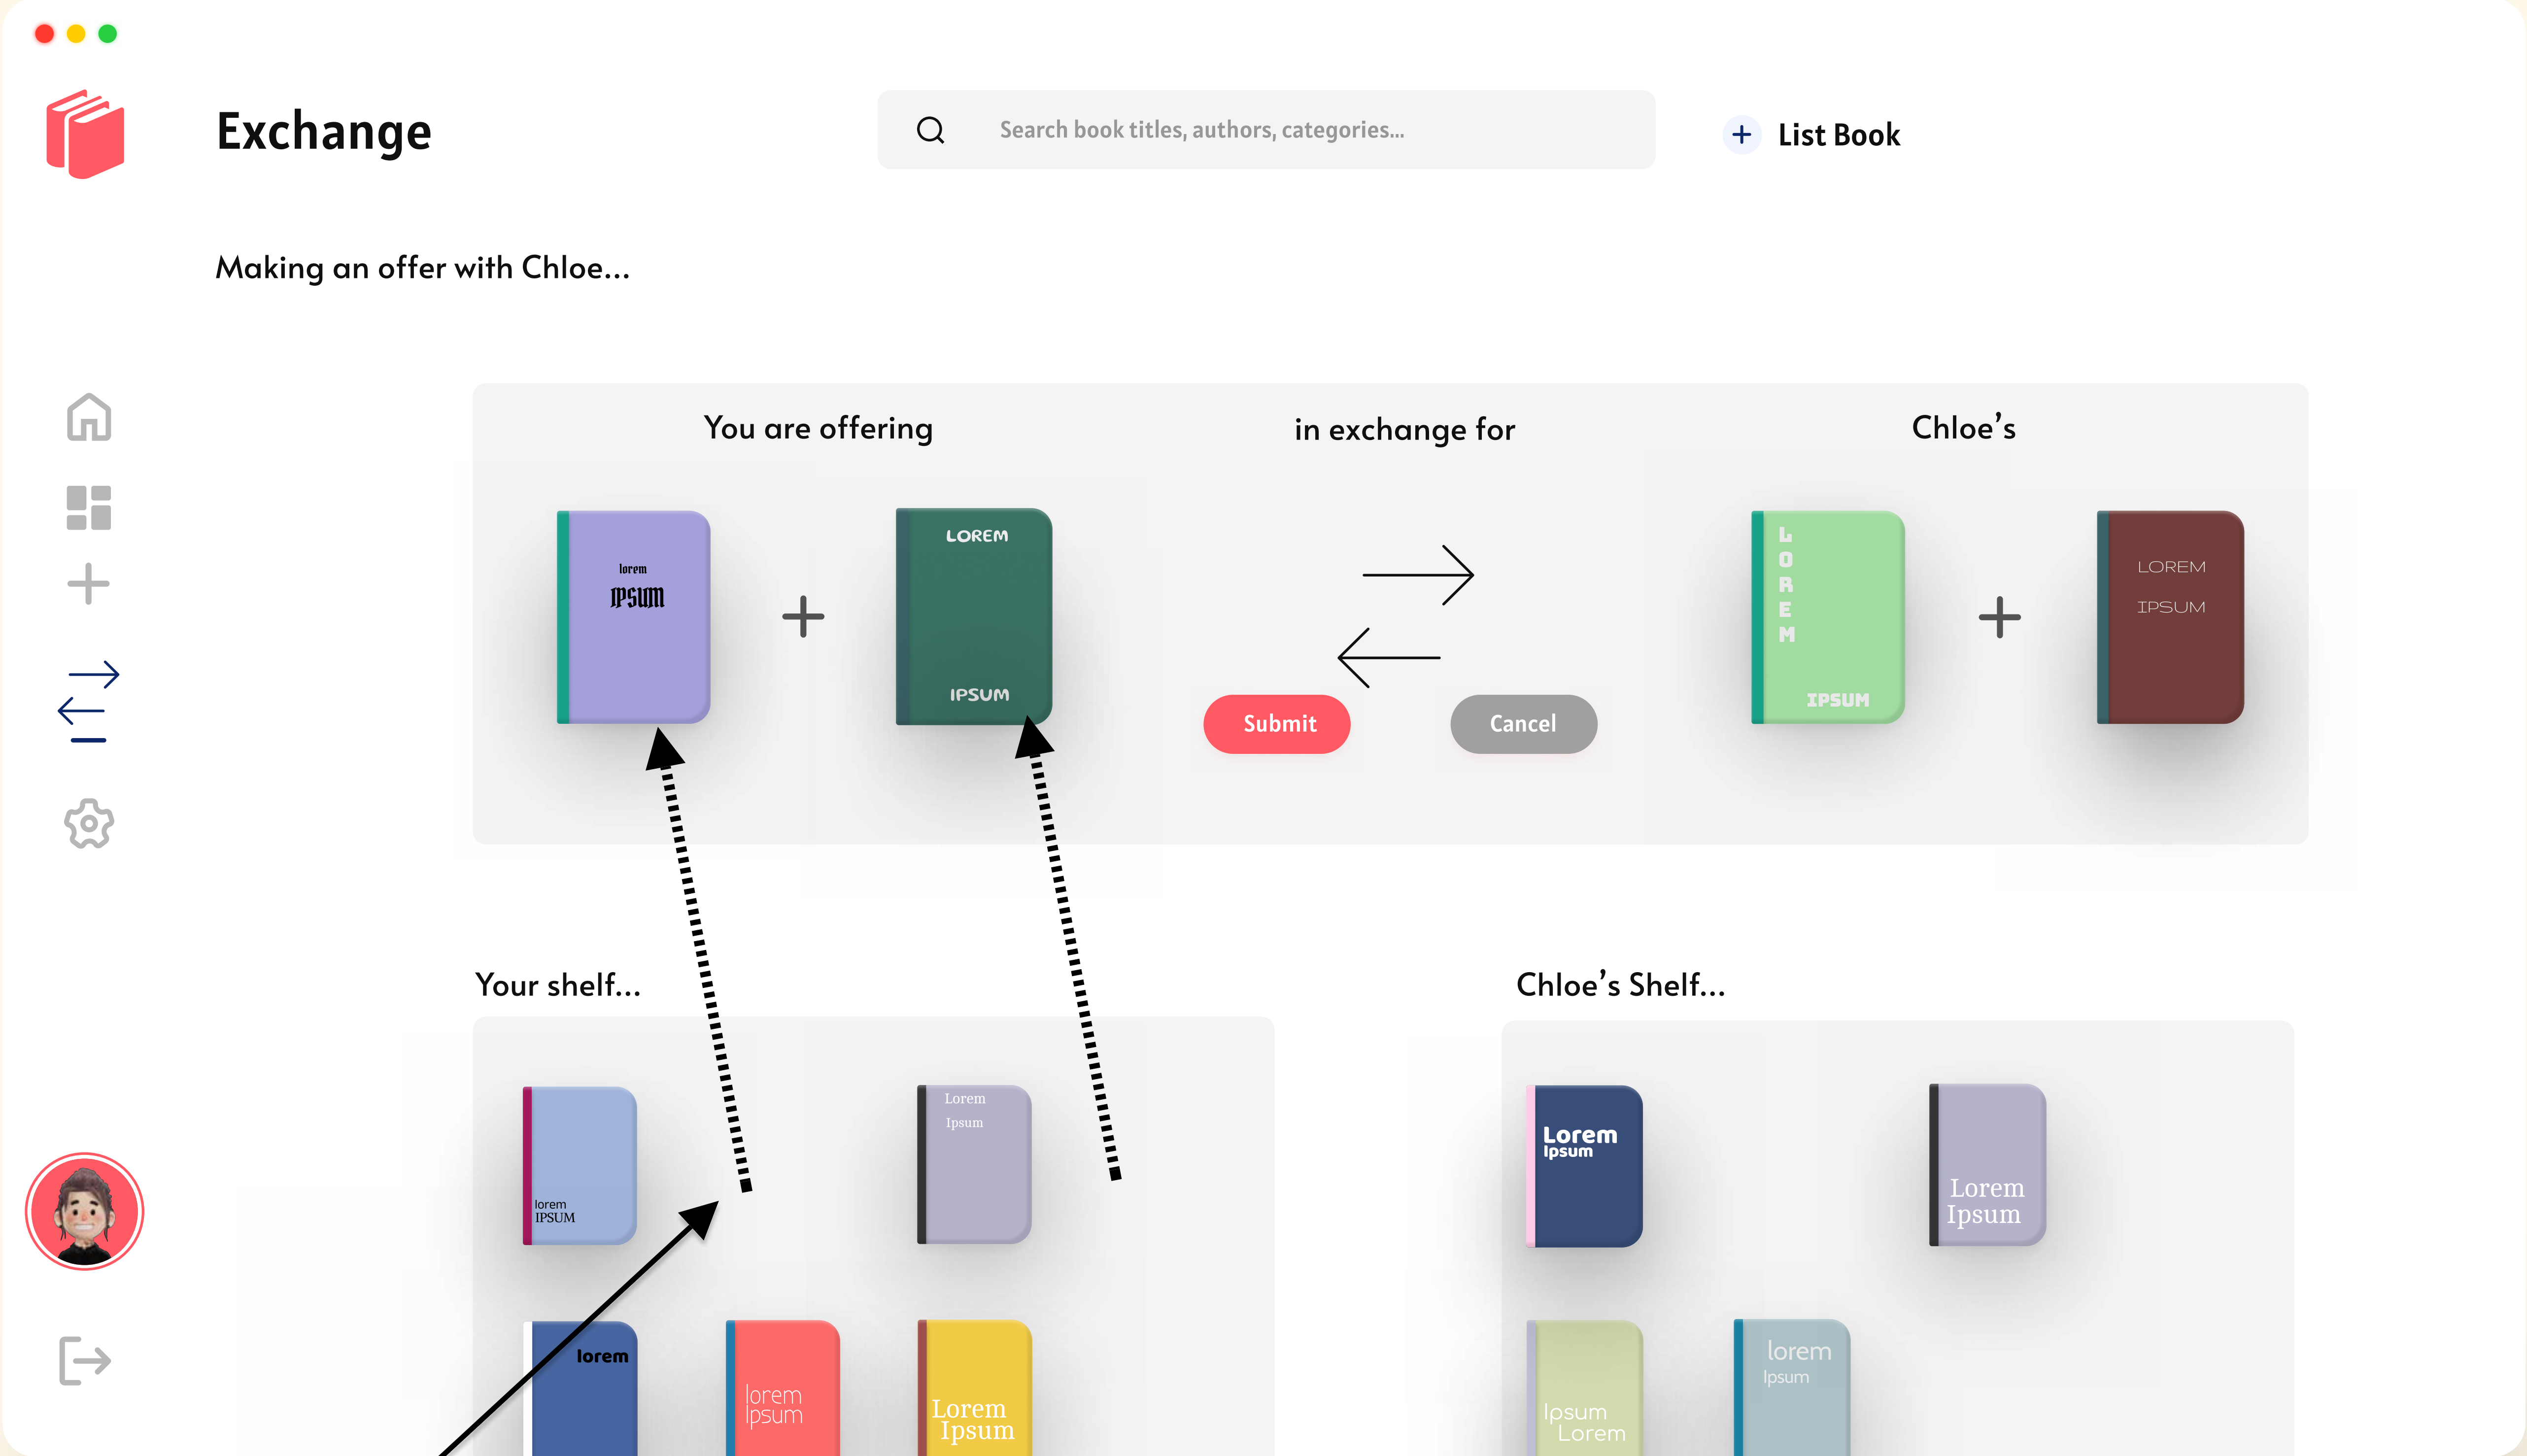 Exchange
Search book titles, authors, categories...
List Book
Making an offer with Chloe...
You are offering
in exchange for
Chloe’s
lorem
IPSUM
LOREM
IPSUM
LOREM
IPSUM
LOREM
IPSUM
Submit
Cancel
Your shelf...
Chloe’s Shelf...
lorem
IPSUM
Lorem
Ipsum
Lorem
Ipsum
Lorem
Ipsum
lorem
lorem
Ipsum
Lorem
Ipsum
Ipsum
Lorem
lorem
Ipsum